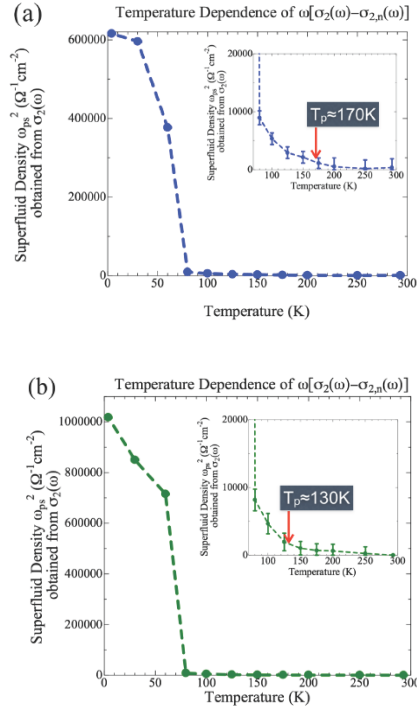 (a)
Temperature Dependence of ω[σ₂(ω)−σ₂,ₙ(ω)]
Superfluid Density ωₚₛ² (Ω⁻¹cm⁻²)
obtained from σ₂(ω)
600000
400000
200000
0
0 50 100 150 200 250 300
Temperature (K)
Superfluid Density ωₚₛ² (Ω⁻¹cm⁻²)
obtained from σ₂(ω)
20000
10000
0
100 150 200 250 300
Temperature (K)
Tₚ≈170K
(b)
Temperature Dependence of ω[σ₂(ω)−σ₂,ₙ(ω)]
Superfluid Density ωₚₛ² (Ω⁻¹cm⁻²)
obtained from σ₂(ω)
1000000
800000
600000
400000
200000
0
0 50 100 150 200 250 300
Temperature (K)
Superfluid Density ωₚₛ² (Ω⁻¹cm⁻²)
obtained from σ₂(ω)
20000
10000
0
100 150 200 250 300
Temperature (K)
Tₚ≈130K